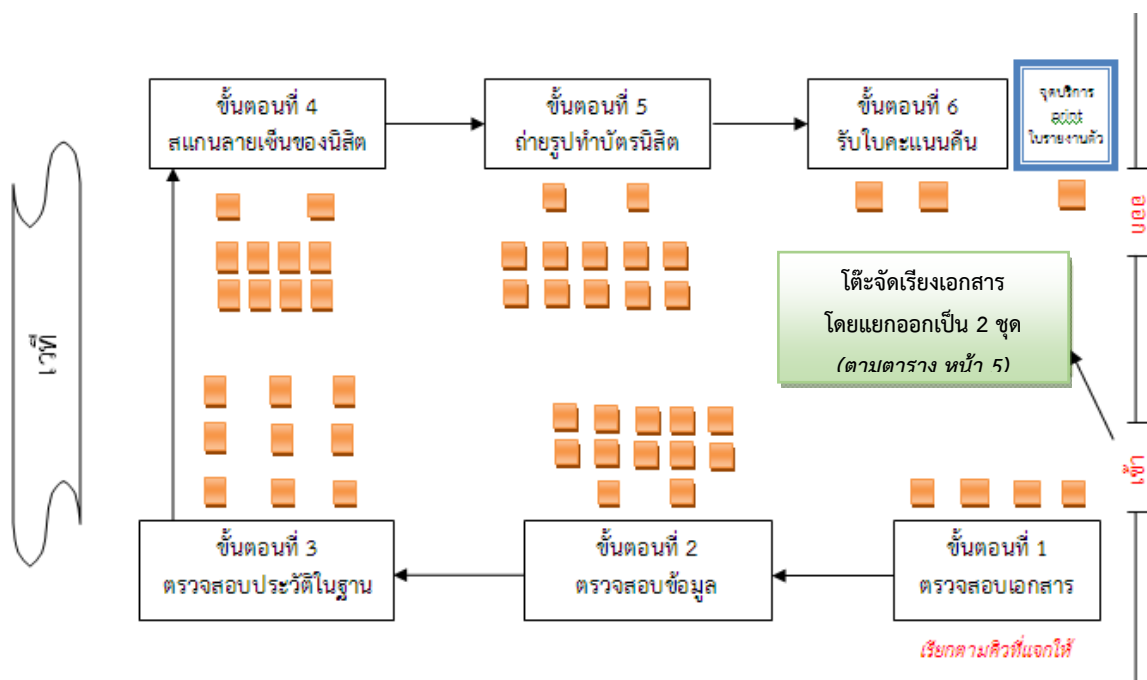 ขั้นตอนที่ 4
สแกนลายเซ็นของนิสิต
ขั้นตอนที่ 5
ถ่ายรูปทำบัตรนิสิต
ขั้นตอนที่ 6
รับใบคะแนนคืน
จุดบริการ
print
ใบรายงานตัว
ออก
เวที
โต๊ะจัดเรียงเอกสาร
โดยแยกออกเป็น 2 ชุด
(ตามตาราง หน้า 5)
เข้า
ขั้นตอนที่ 3
ตรวจสอบประวัติในฐาน
ขั้นตอนที่ 2
ตรวจสอบข้อมูล
ขั้นตอนที่ 1
ตรวจสอบเอกสาร
เรียกตามคิวที่แจกให้